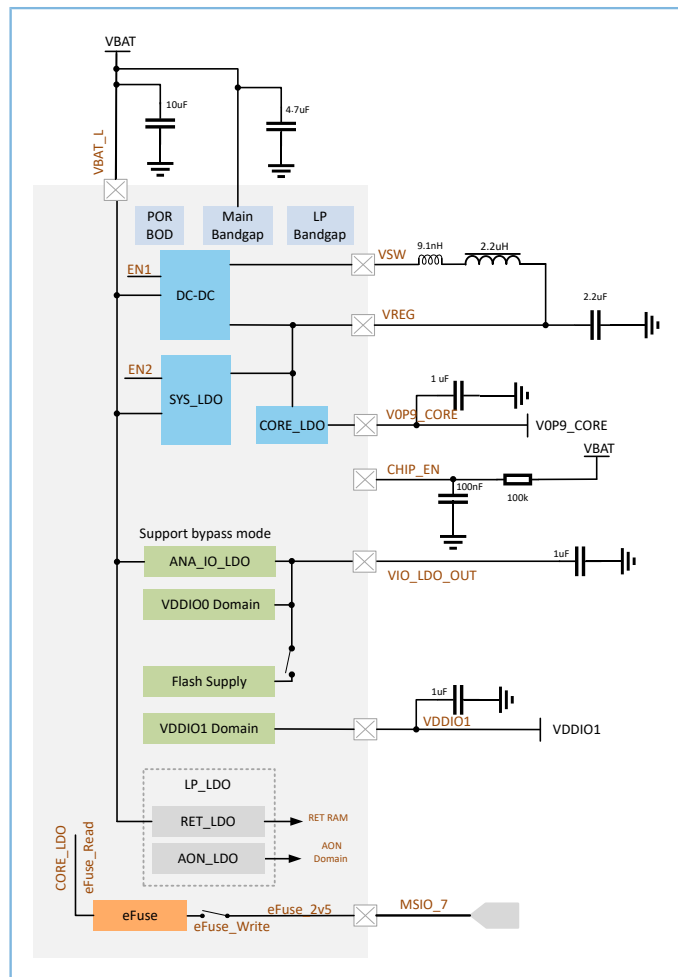 VBAT
10uF
4.7uF
VBAT_L
POR
BOD
Main
Bandgap
LP
Bandgap
VSW
9.1nH
2.2uH
EN1
DC-DC
2.2uF
VREG
EN2
SYS_LDO
1 uF
CORE_LDO
V0P9_CORE
V0P9_CORE
VBAT
CHIP_EN
100nF
100k
Support bypass mode
ANA_IO_LDO
1uF
VIO_LDO_OUT
VDDIO0 Domain
Flash Supply
1uF
VDDIO1 Domain
VDDIO1
VDDIO1
LP_LDO
RET_LDO
RET RAM
AON_LDO
AON
Domain
CORE_LDO
eFuse_Read
eFuse
eFuse_Write
eFuse_2v5
MSIO_7